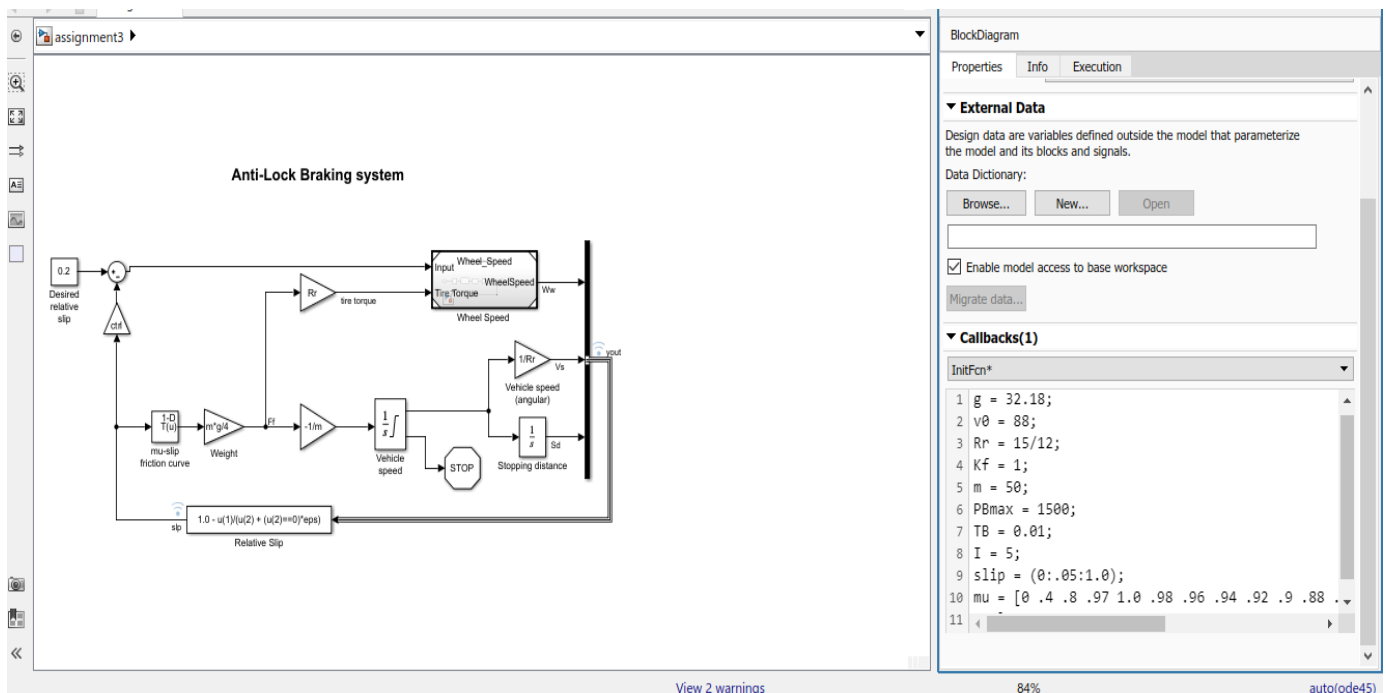 assignment3
Anti-Lock Braking system
0.2
Desired
relative
slip
ctrl
Rr
tire torque
Input
Wheel_Speed
WheelSpeed
Tire Torque
Ww
Wheel Speed
1-D
T(u)
mu-slip
friction curve
m*g/4
Weight
Ff
-1/m
1
s
Vehicle
speed
STOP
1/Rr
Vs
Vehicle speed
(angular)
1
s
Sd
Stopping distance
yout
slp
1.0 - u(1)/(u(2) + (u(2)==0)*eps)
Relative Slip
View 2 warnings
84%
auto(ode45)
BlockDiagram
Properties Info Execution
External Data
Design data are variables defined outside the model that parameterize
the model and its blocks and signals.
Data Dictionary:
Browse... New... Open
Enable model access to base workspace
Migrate data...
Callbacks(1)
InitFcn*
1 g = 32.18;
2 v0 = 88;
3 Rr = 15/12;
4 Kf = 1;
5 m = 50;
6 PBmax = 1500;
7 TB = 0.01;
8 I = 5;
9 slip = (0:.05:1.0);
10 mu = [0 .4 .8 .97 1.0 .98 .96 .94 .92 .9 .88 .
11